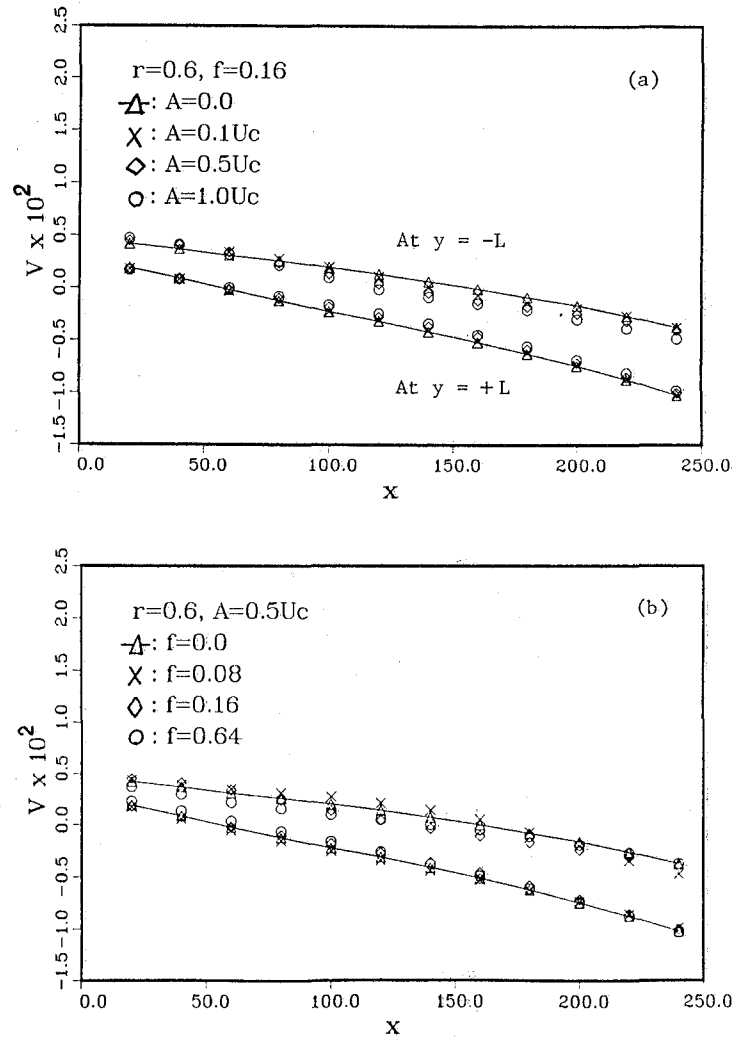 2.5
2.0
1.5
1.0
0.5
0.0
-0.5
-1.0
-1.5
V x 10²
r=0.6, f=0.16
(a)
△: A=0.0
×: A=0.1Uc
◇: A=0.5Uc
○: A=1.0Uc
At y = -L
At y = +L
0.0 50.0 100.0 150.0 200.0 250.0
x
2.5
2.0
1.5
1.0
0.5
0.0
-0.5
-1.0
-1.5
V x 10²
r=0.6, A=0.5Uc
(b)
△: f=0.0
×: f=0.08
◇: f=0.16
○: f=0.64
0.0 50.0 100.0 150.0 200.0 250.0
x